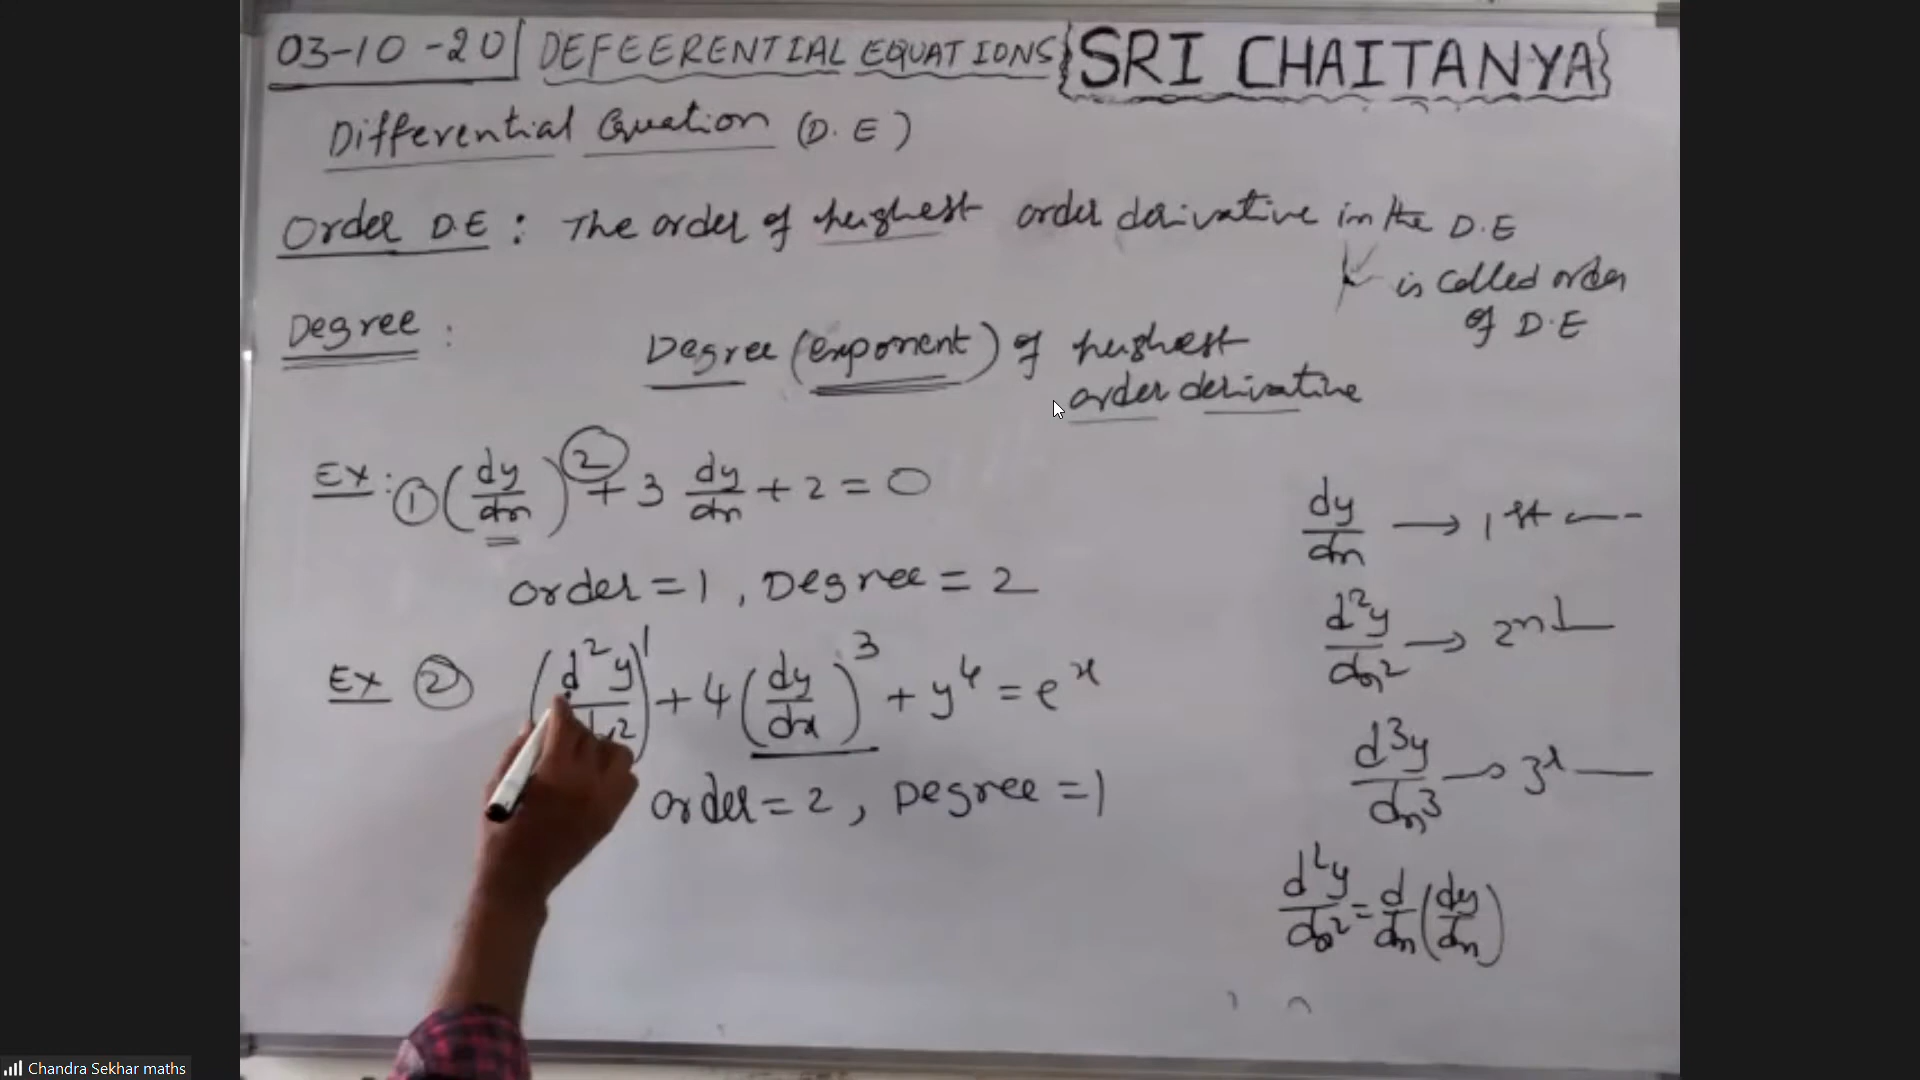 03-10-20 DEFEERENTIAL EQUATIONS {SRI CHAITANYA}
Differential Equation (D.E)
Order D.E: The order of highest order derivative in the D.E
is called order
of D.E
Degree :
Degree (exponent) of highest
order derivative
Ex: ① (dy/dx)² + 3 dy/dx + 2 = 0
order = 1, Degree = 2
Ex ② (d²y/dx²)¹ + 4 (dy/dx)³ + y⁴ = eˣ
order = 2, Degree = 1
dy/dx → 1st
d²y/dx² → 2nd
d³y/dx³ → 3d
d²y/dx² = d/dx (dy/dx)
Chandra Sekhar maths